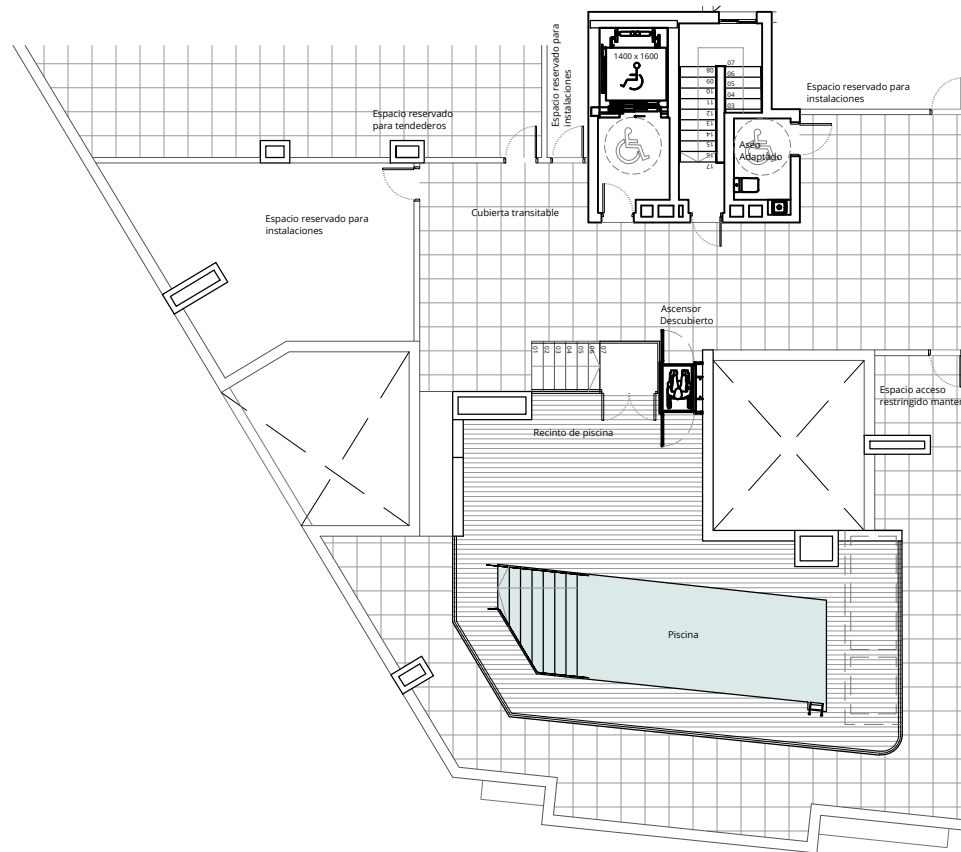 Espacio reservado para
instalaciones
1400 x 1600
08
09
10
11
12
13
14
15
16
17
07
06
05
04
03
Espacio reservado para
instalaciones
Espacio reservado
para tendederos
Aseo
Adaptado
Espacio reservado para
instalaciones
Cubierta transitable
Ascensor
Descubierto
01
02
03
04
05
06
07
Espacio acceso
Recinto de piscina
Piscina